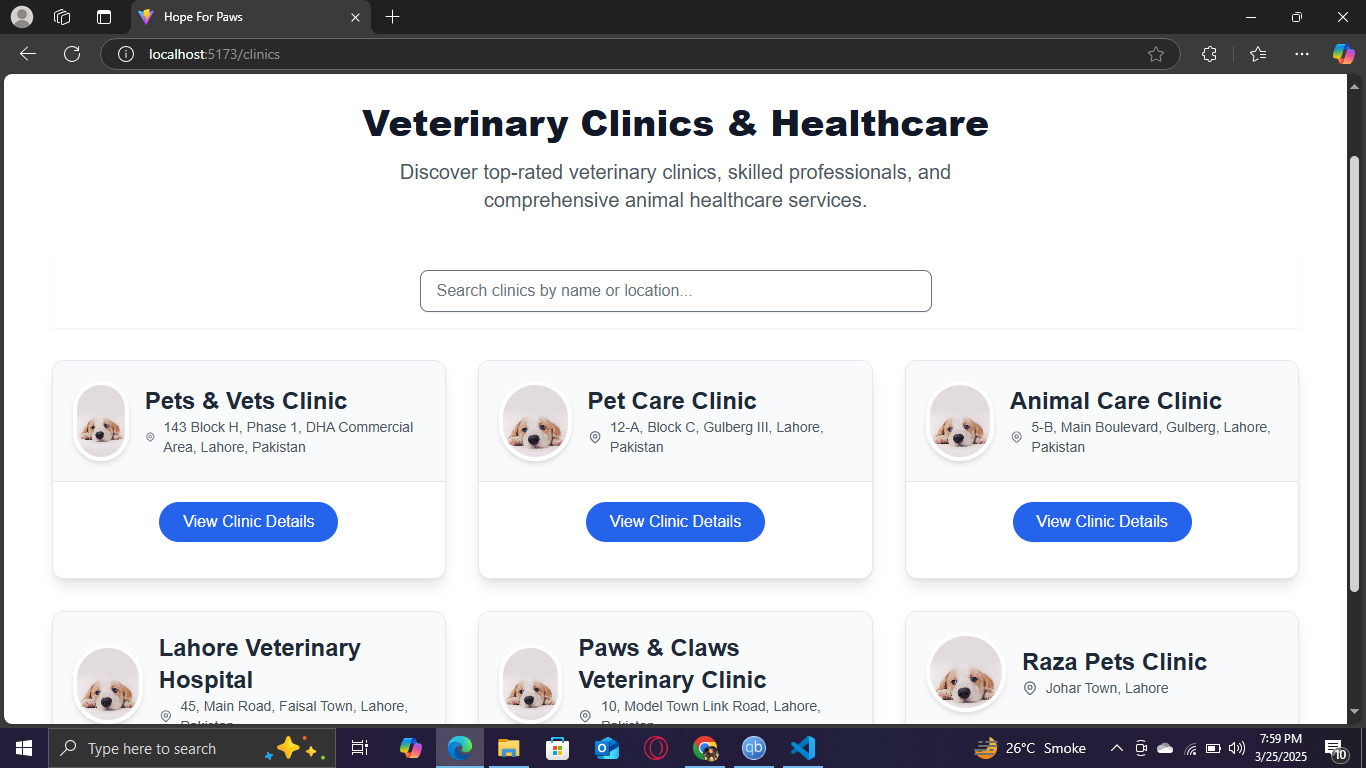 Hope For Paws
localhost:5173/clinics
Veterinary Clinics & Healthcare
Discover top-rated veterinary clinics, skilled professionals, and
comprehensive animal healthcare services.
Search clinics by name or location...
Pets & Vets Clinic
143 Block H, Phase 1, DHA Commercial
Area, Lahore, Pakistan
View Clinic Details
Pet Care Clinic
12-A, Block C, Gulberg III, Lahore,
Pakistan
View Clinic Details
Animal Care Clinic
5-B, Main Boulevard, Gulberg, Lahore,
Pakistan
View Clinic Details
Lahore Veterinary
Hospital
45, Main Road, Faisal Town, Lahore,
Pakistan
Paws & Claws
Veterinary Clinic
10, Model Town Link Road, Lahore,
Pakistan
Raza Pets Clinic
Johar Town, Lahore
Type here to search
qb
26°C Smoke
7:59 PM
3/25/2025
10